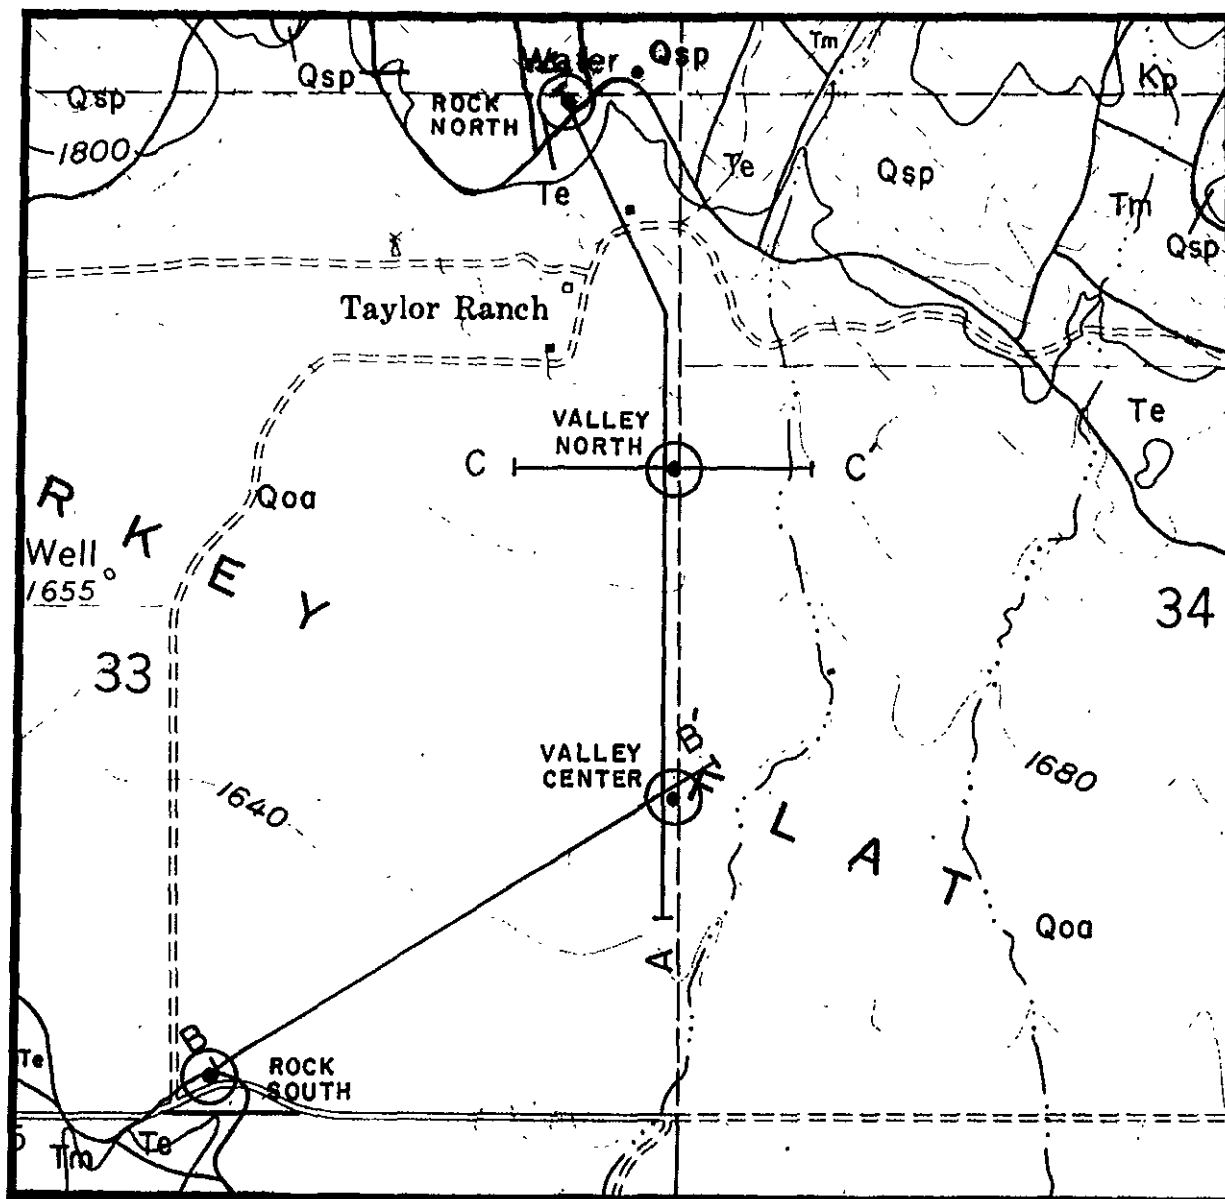 Tm
Water
Qsp
Qsp
Kp
Qsp
ROCK
NORTH
1800
Te
Qsp
Te
Tm
Qsp
Taylor Ranch
Te
VALLEY
NORTH
C
C'
R K E Y
Qoa
Well
1655
34
33
B'
VALLEY
CENTER
1680
1640
F L A T
Qoa
A
B
Te
ROCK
SOUTH
Tm
Te